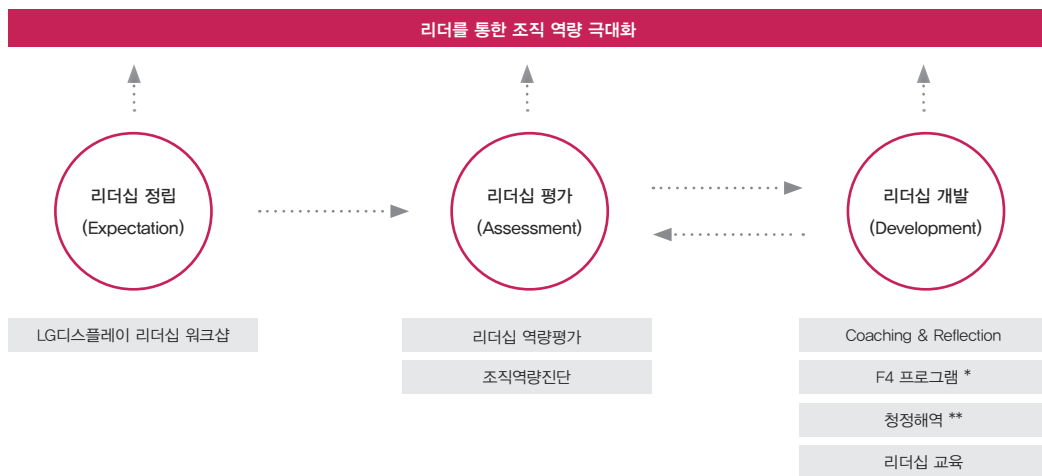 리더를 통한 조직 역량 극대화
리더십 정립
(Expectation)
리더십 평가
(Assessment)
리더십 개발
(Development)
LG디스플레이 리더십 워크샵
리더십 역량평가
조직역량진단
Coaching & Reflection
F4 프로그램 *
청정해역 **
리더십 교육